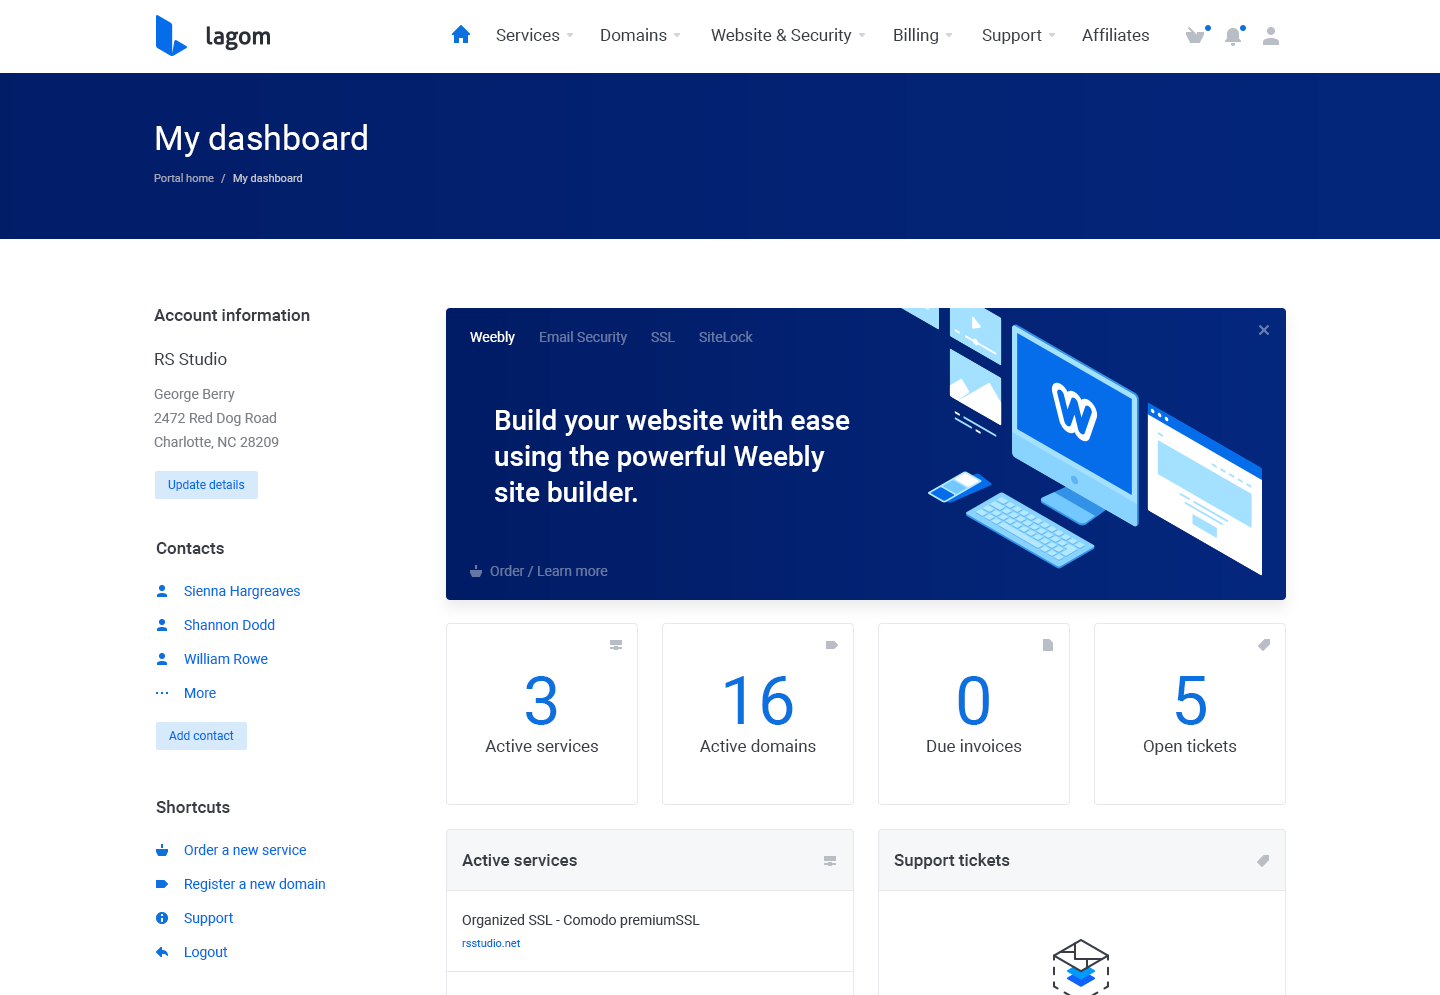 lagom
Services
Domains
Website & Security
Billing
Support
Affiliates
My dashboard
Portal home / My dashboard
Account information
RS Studio
George Berry
2472 Red Dog Road
Charlotte, NC 28209
Update details
Contacts
Sienna Hargreaves
Shannon Dodd
William Rowe
More
Add contact
Shortcuts
Order a new service
Register a new domain
Support
Logout
Weebly
Email Security
SSL
SiteLock
Build your website with ease
using the powerful Weebly
site builder.
Order / Learn more
3
Active services
16
Active domains
0
Due invoices
5
Open tickets
Active services
Organized SSL - Comodo premiumSSL
rsstudio.net
Support tickets